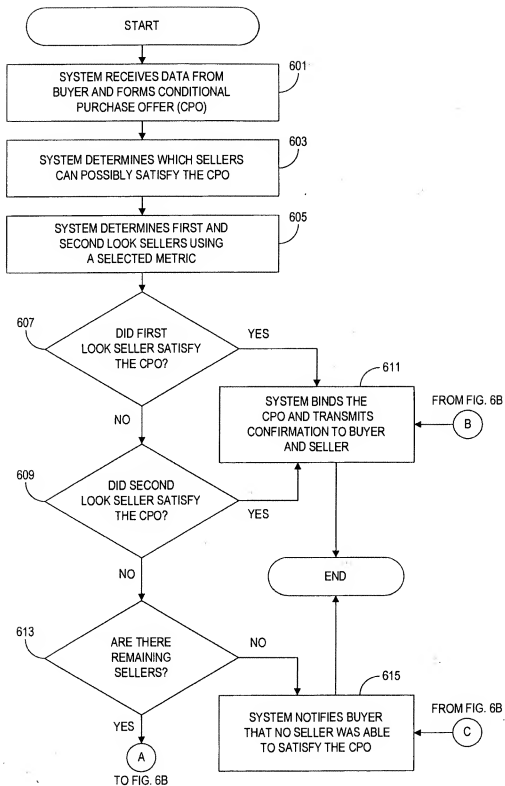 START
601
SYSTEM RECEIVES DATA FROM
BUYER AND FORMS CONDITIONAL
PURCHASE OFFER (CPO)
603
SYSTEM DETERMINES WHICH SELLERS
CAN POSSIBLY SATISFY THE CPO
605
SYSTEM DETERMINES FIRST AND
SECOND LOOK SELLERS USING
A SELECTED METRIC
607
DID FIRST
LOOK SELLER SATISFY
THE CPO?
YES
NO
611
SYSTEM BINDS THE
CPO AND TRANSMITS
CONFIRMATION TO BUYER
AND SELLER
FROM FIG. 6B
B
609
DID SECOND
LOOK SELLER SATISFY
THE CPO?
YES
NO
END
613
ARE THERE
REMAINING
SELLERS?
NO
YES
615
SYSTEM NOTIFIES BUYER
THAT NO SELLER WAS ABLE
TO SATISFY THE CPO
FROM FIG. 6B
C
A
TO FIG. 6B